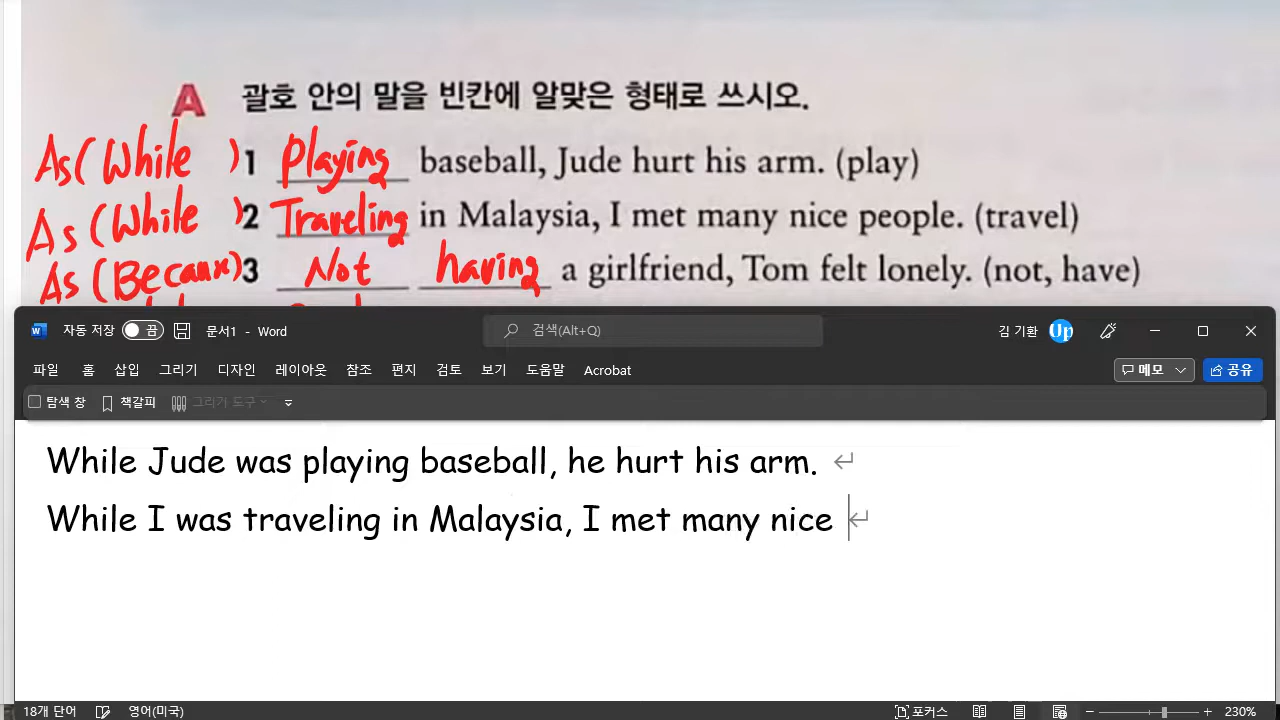 A 괄호 안의 말을 빈칸에 알맞은 형태로 쓰시오.
As (While) 1 Playing baseball, Jude hurt his arm. (play)
As (While) 2 Traveling in Malaysia, I met many nice people. (travel)
As (Because) 3 Not having a girlfriend, Tom felt lonely. (not, have)
자동 저장 끔 문서1 - Word 검색(Alt+Q) 김 기환
파일 홈 삽입 그리기 디자인 레이아웃 참조 편지 검토 보기 도움말 Acrobat 메모 공유
탐색 창 책갈피 그리기 도구
While Jude was playing baseball, he hurt his arm.
While I was traveling in Malaysia, I met many nice
18개 단어 영어(미국) 포커스 230%